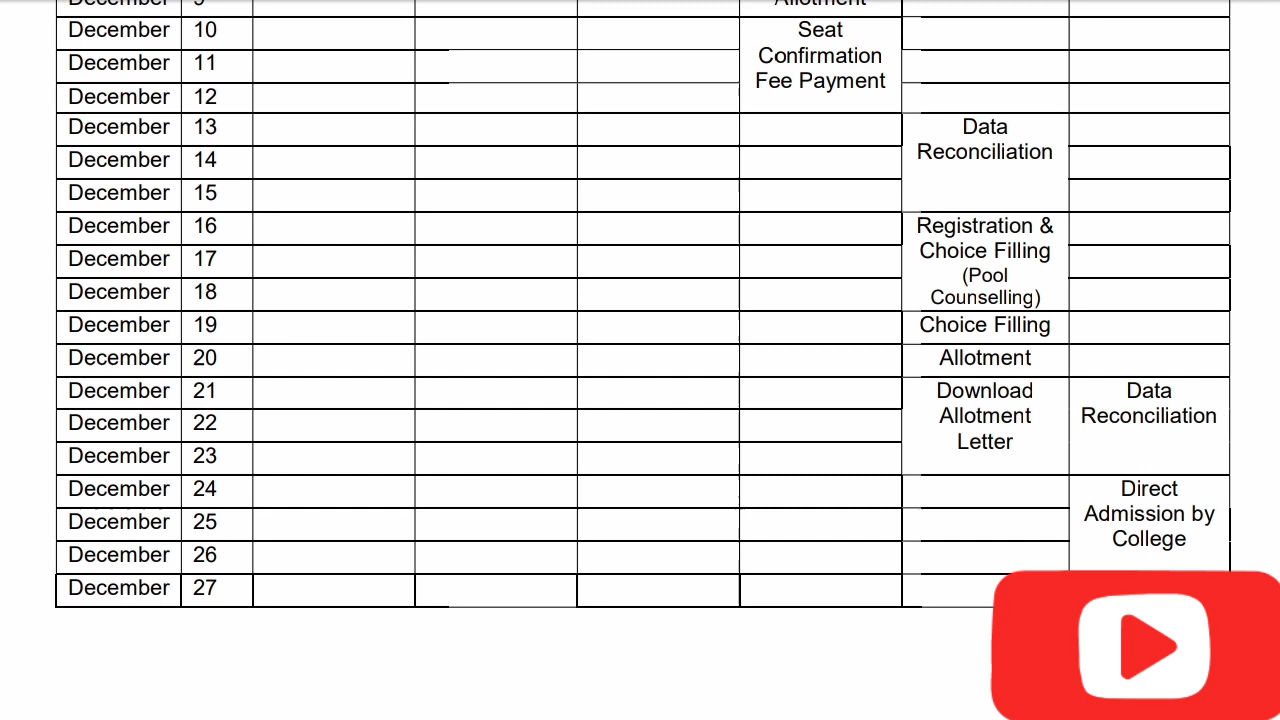 December 9 Allotment
December 10 Seat
Confirmation
December 11
Fee Payment
December 12
December 13 Data
Reconciliation
December 14
December 15
December 16 Registration &
Choice Filling
December 17
(Pool
December 18
Counselling)
December 19 Choice Filling
December 20 Allotment
December 21 Download Data
Allotment Reconciliation
December 22
Letter
December 23
December 24 Direct
Admission by
December 25
College
December 26
December 27